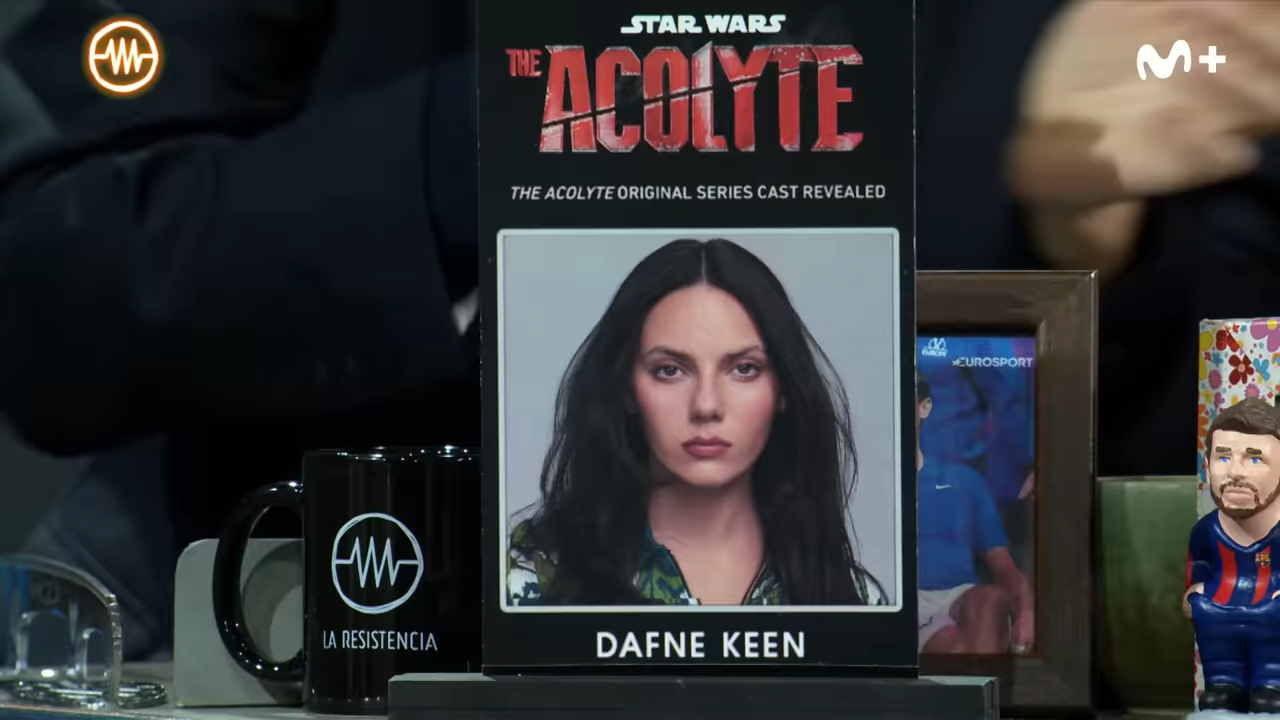 STAR WARS
THE ACOLYTE
THE ACOLYTE ORIGINAL SERIES CAST REVEALED
DAFNE KEEN
LA RESISTENCIA
EUROSPORT
M+